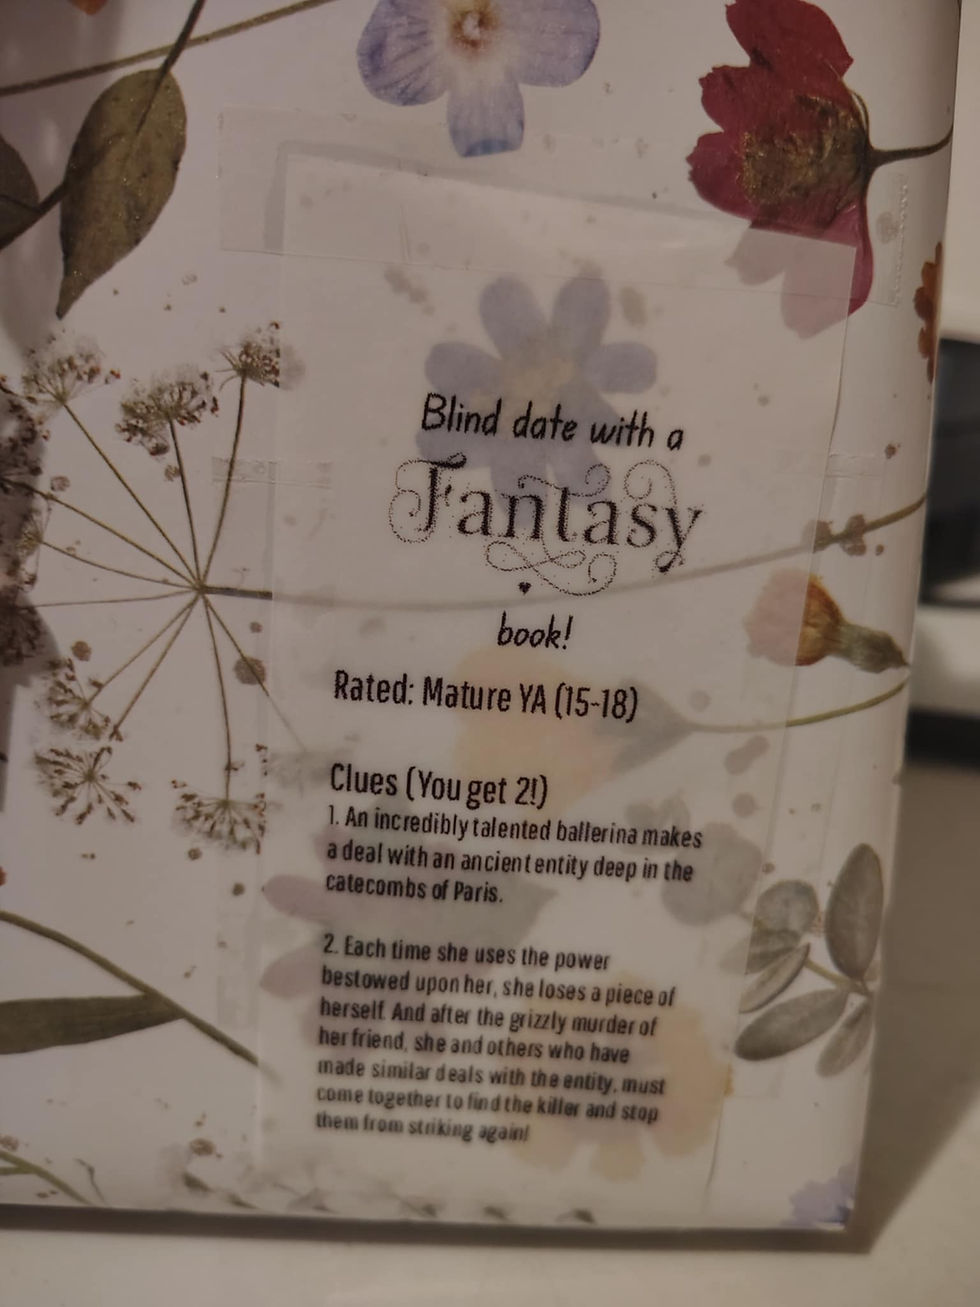 Blind date with a
Fantasy
book!
Rated: Mature YA (15-18)
Clues (You get 2!)
1. An incredibly talented ballerina makes
a deal with an ancient entity deep in the
catecombs of Paris.
2. Each time she uses the power
bestowed upon her, she loses a piece of
herself. And after the grizzly murder of
her friend, she and others who have
made similar deals with the entity, must
come together to find the killer and stop
them from striking again!